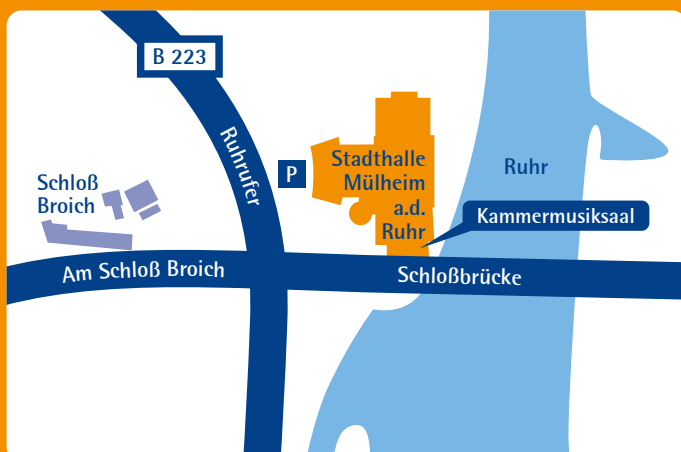 B 223
Ruhrufer
P
Stadthalle
Mülheim
a.d.
Ruhr
Ruhr
Schloß
Broich
Kammermusiksaal
Am Schloß Broich
Schloßbrücke